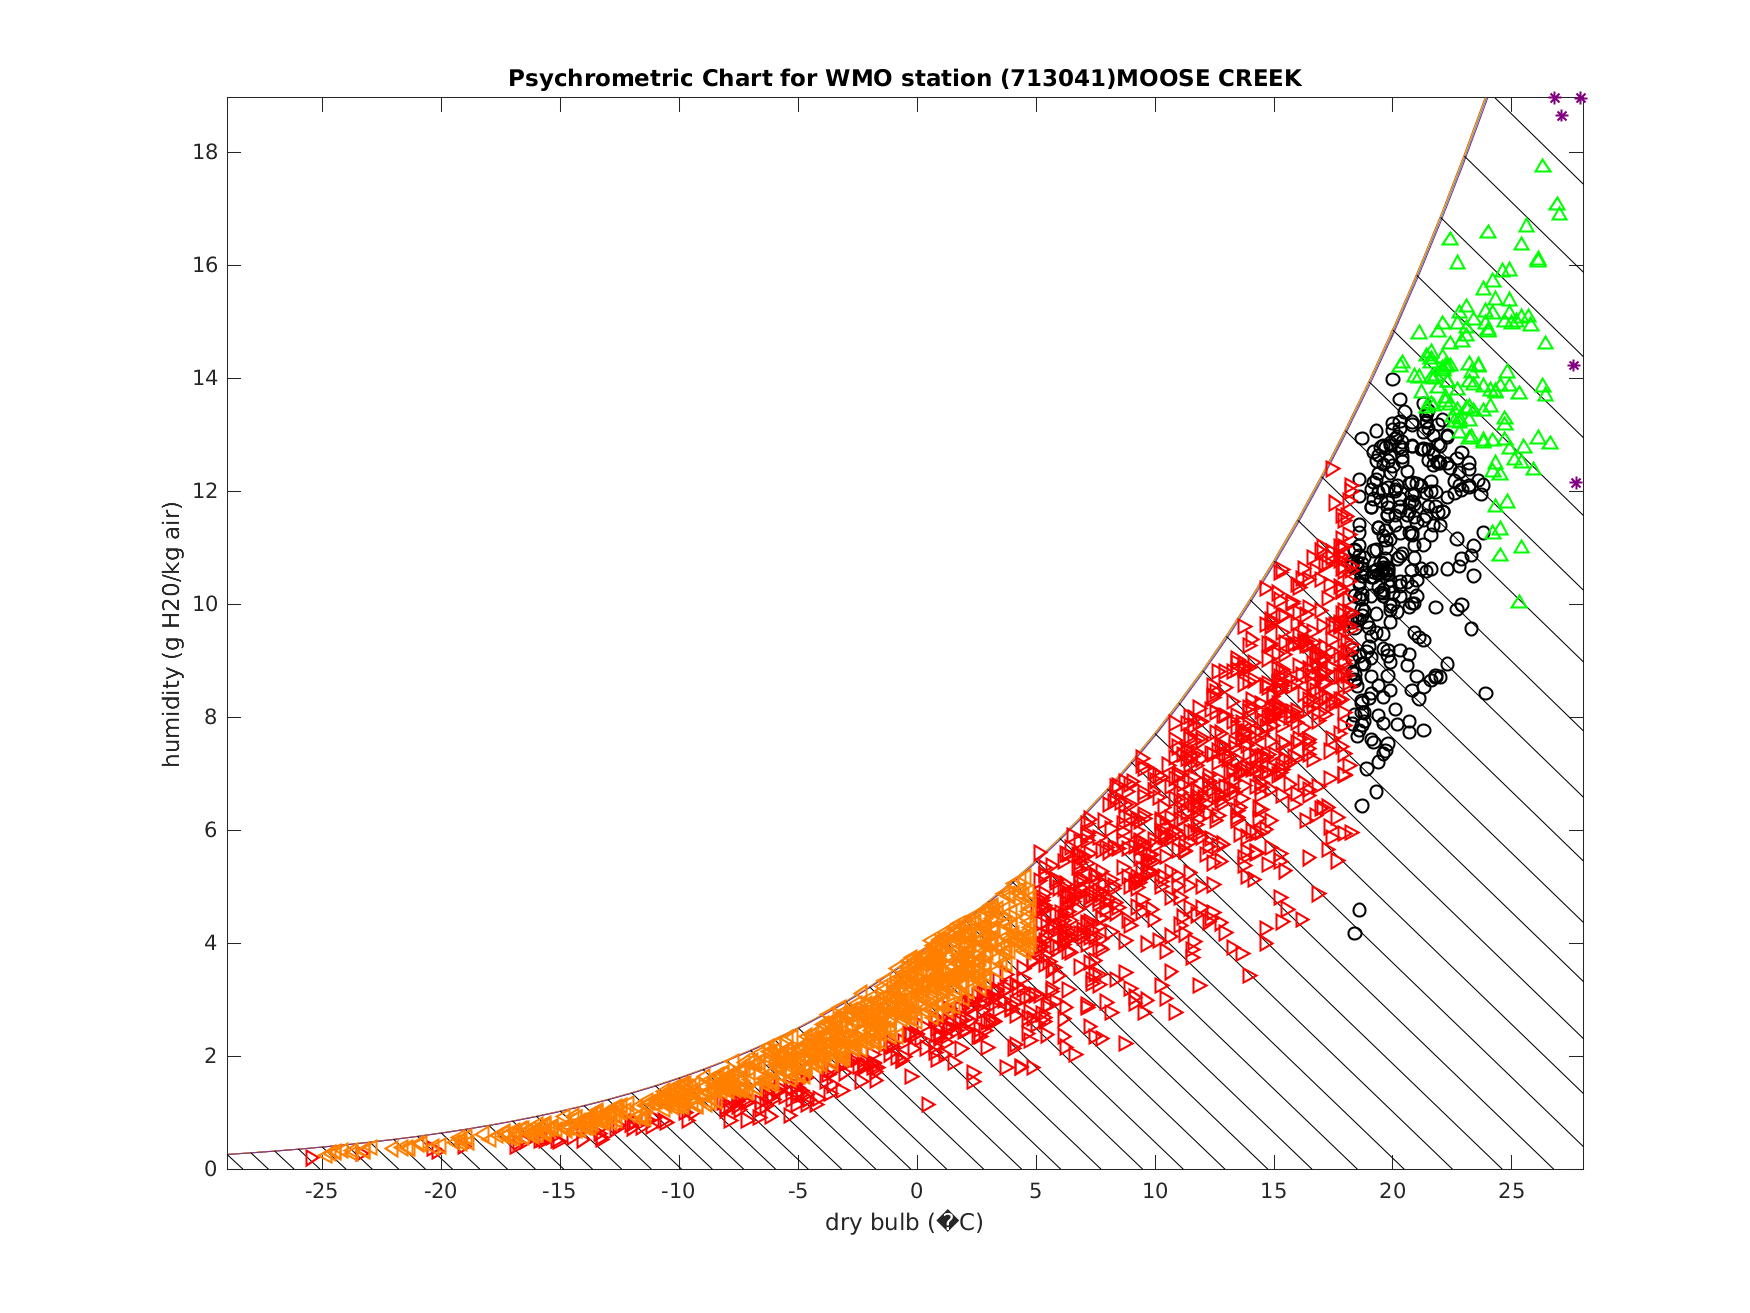 Psychrometric Chart for WMO station (713041)MOOSE CREEK
humidity (g H20/kg air)
18
16
14
12
10
8
6
4
2
0
-25 -20 -15 -10 -5 0 5 10 15 20 25
dry bulb (�C)